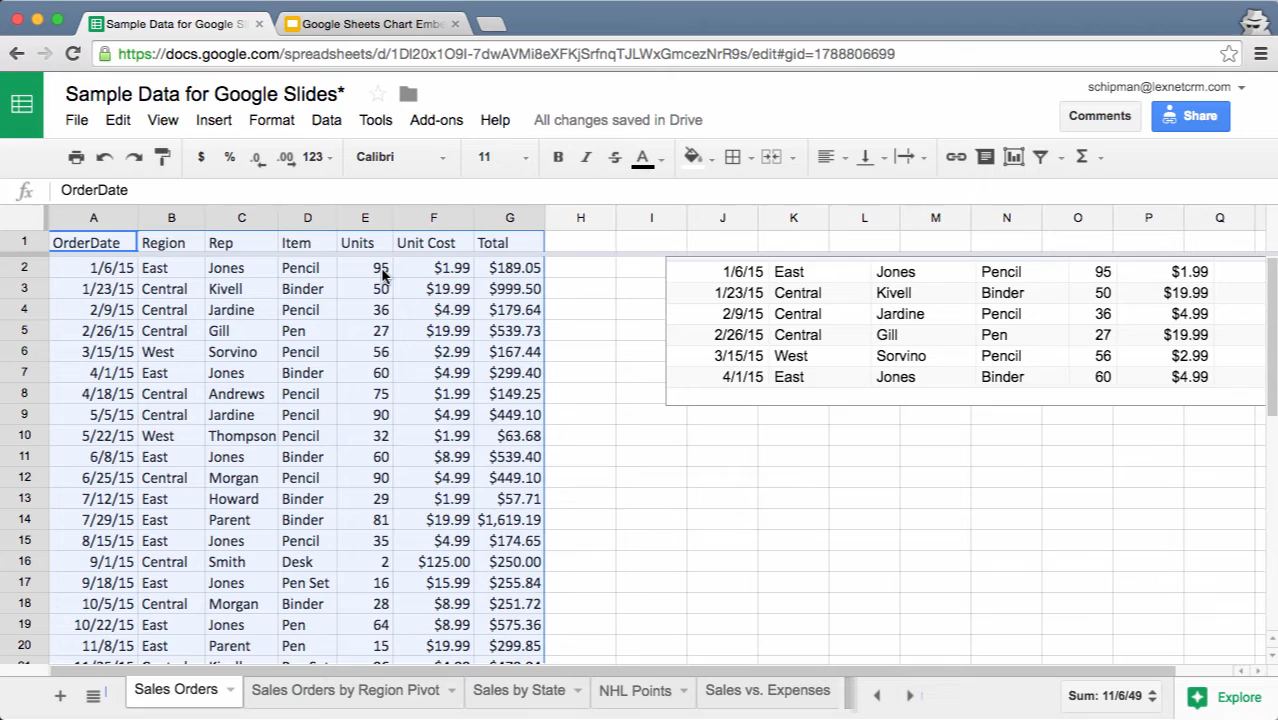 Sample Data for Google Sli
Google Sheets Chart Embe
https://docs.google.com/spreadsheets/d/1Dl20x1O9I-7dwAVMi8eXFKjSrfnqTJLWxGmcezNrR9s/edit#gid=1788806699
Sample Data for Google Slides*
schipman@lexnetcrm.com
File Edit View Insert Format Data Tools Add-ons Help All changes saved in Drive
Comments Share
$ % .0 .00 123 Calibri 11 B I S A Σ
fx OrderDate
A B C D E F G H I J K L M N O P Q
1 OrderDate Region Rep Item Units Unit Cost Total
2 1/6/15 East Jones Pencil 95 $1.99 $189.05 1/6/15 East Jones Pencil 95 $1.99
3 1/23/15 Central Kivell Binder 50 $19.99 $999.50 1/23/15 Central Kivell Binder 50 $19.99
4 2/9/15 Central Jardine Pencil 36 $4.99 $179.64 2/9/15 Central Jardine Pencil 36 $4.99
5 2/26/15 Central Gill Pen 27 $19.99 $539.73 2/26/15 Central Gill Pen 27 $19.99
6 3/15/15 West Sorvino Pencil 56 $2.99 $167.44 3/15/15 West Sorvino Pencil 56 $2.99
7 4/1/15 East Jones Binder 60 $4.99 $299.40 4/1/15 East Jones Binder 60 $4.99
8 4/18/15 Central Andrews Pencil 75 $1.99 $149.25
9 5/5/15 Central Jardine Pencil 90 $4.99 $449.10
10 5/22/15 West Thompson Pencil 32 $1.99 $63.68
11 6/8/15 East Jones Binder 60 $8.99 $539.40
12 6/25/15 Central Morgan Pencil 90 $4.99 $449.10
13 7/12/15 East Howard Binder 29 $1.99 $57.71
14 7/29/15 East Parent Binder 81 $19.99 $1,619.19
15 8/15/15 East Jones Pencil 35 $4.99 $174.65
16 9/1/15 Central Smith Desk 2 $125.00 $250.00
17 9/18/15 East Jones Pen Set 16 $15.99 $255.84
18 10/5/15 Central Morgan Binder 28 $8.99 $251.72
19 10/22/15 East Jones Pen 64 $8.99 $575.36
20 11/8/15 East Parent Pen 15 $19.99 $299.85
Sales Orders Sales Orders by Region Pivot Sales by State NHL Points Sales vs. Expenses Sum: 11/6/49 Explore